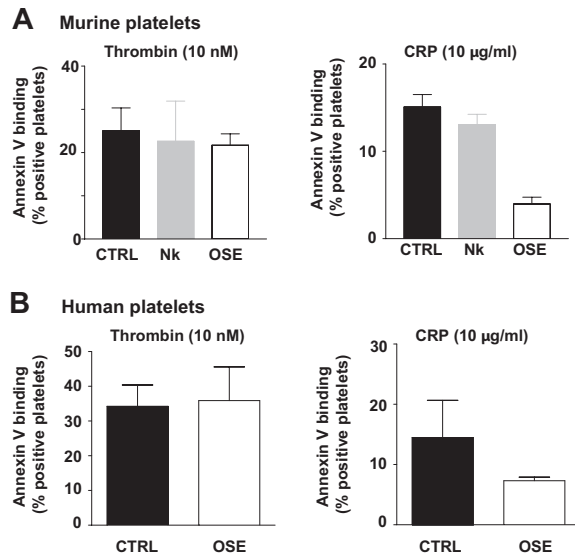 A Murine platelets
Thrombin (10 nM)
Annexin V binding
(% positive platelets)
40
20
0
CTRL Nk OSE
CRP (10 µg/ml)
Annexin V binding
(% positive platelets)
20
10
0
CTRL Nk OSE
B Human platelets
Thrombin (10 nM)
Annexin V binding
(% positive platelets)
50
40
30
20
10
0
CTRL OSE
CRP (10 µg/ml)
Annexin V binding
(% positive platelets)
30
20
10
0
CTRL OSE